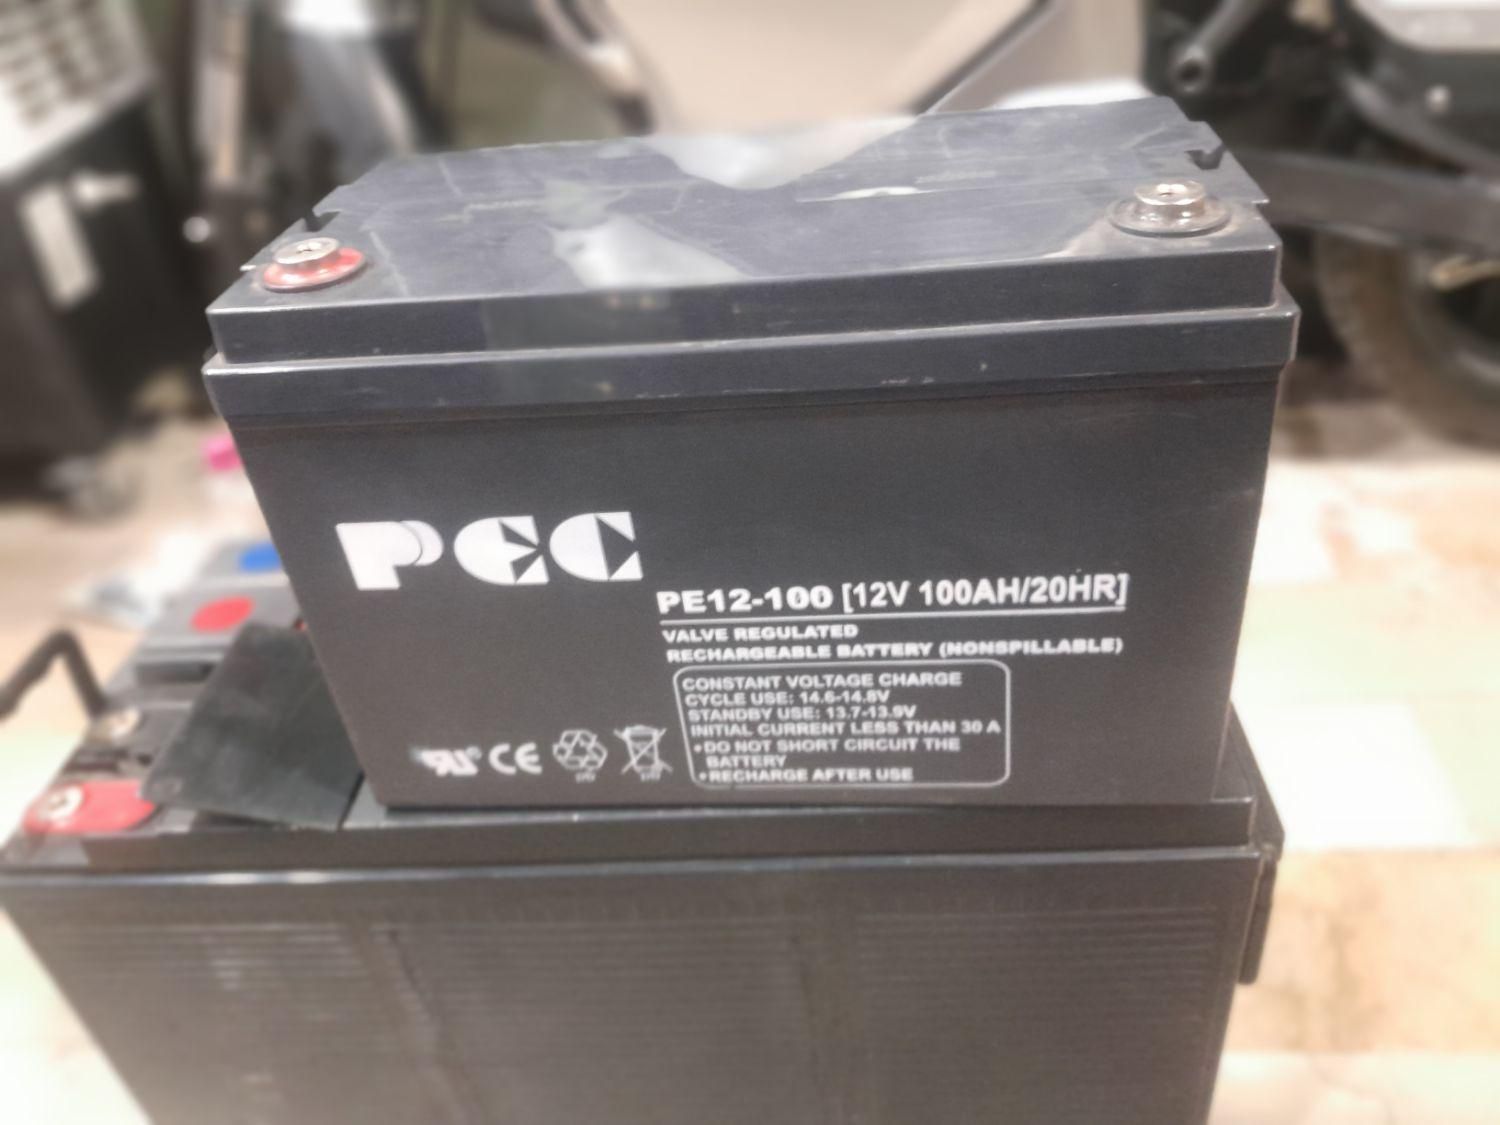 PEC
PE12-100 [12V 100AH/20HR]
VALVE REGULATED
RECHARGEABLE BATTERY (NONSPILLABLE)
CONSTANT VOLTAGE CHARGE
CYCLE USE: 14.6-14.8V
STANDBY USE: 13.7-13.9V
INITIAL CURRENT LESS THAN 30 A
•DO NOT SHORT CIRCUIT THE
BATTERY
•RECHARGE AFTER USE
CE
Pb Pb